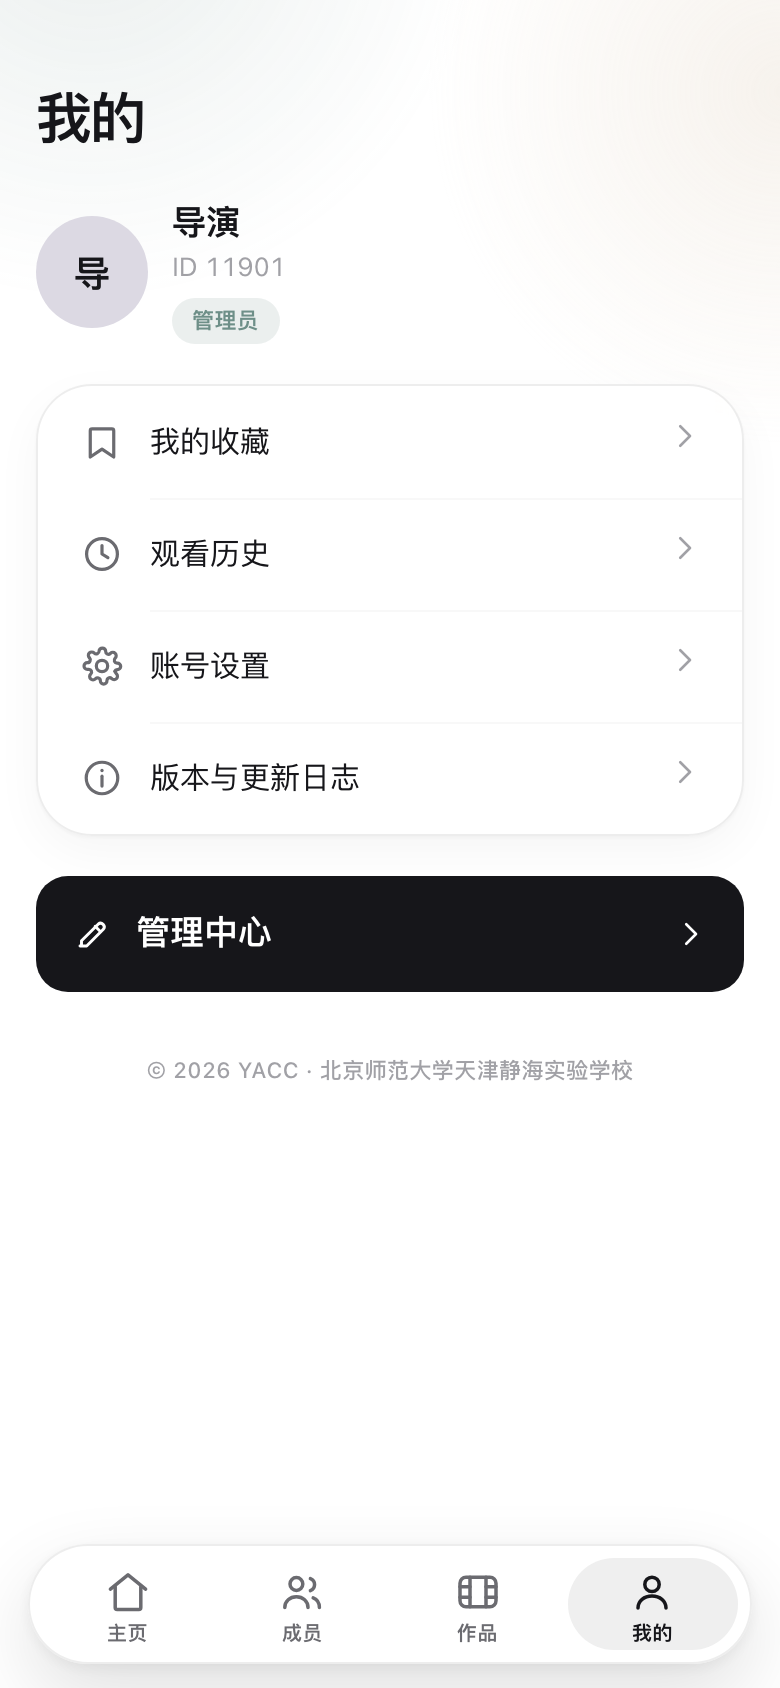 我的
导
导演
ID 11901
管理员
我的收藏
观看历史
账号设置
版本与更新日志
管理中心
© 2026 YACC · 北京师范大学天津静海实验学校
主页
成员
作品
我的